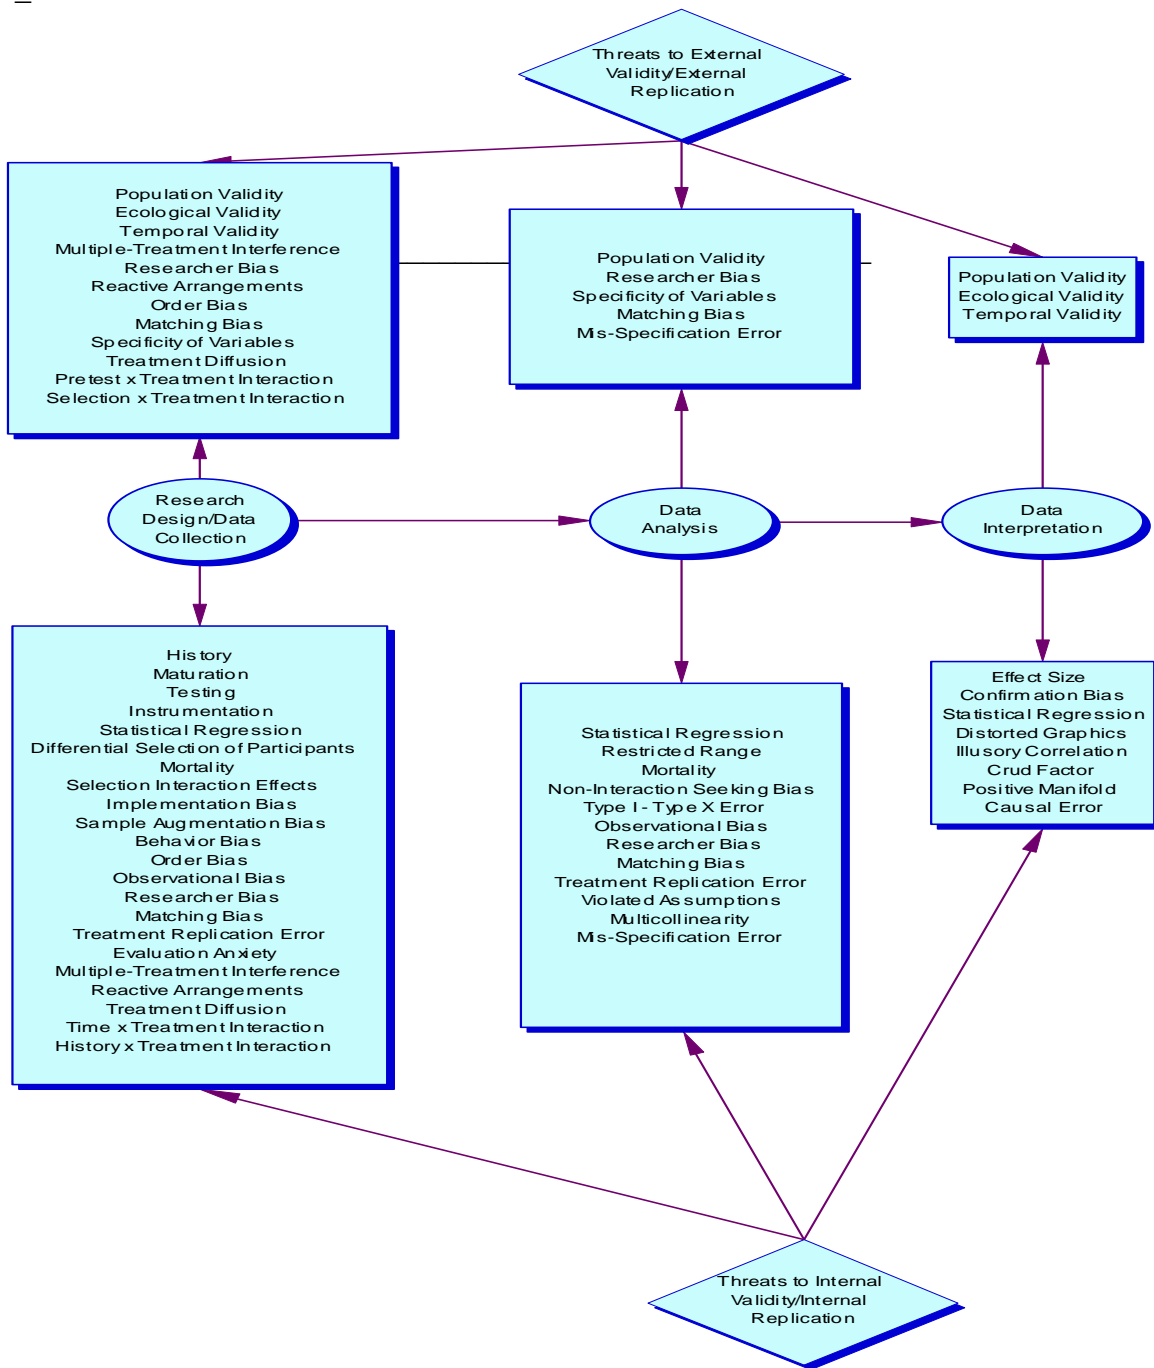 Threats to External
Validity/External
Replication
Population Validity
Ecological Validity
Temporal Validity
Multiple-Treatment Interference
Researcher Bias
Reactive Arrangements
Order Bias
Matching Bias
Specificity of Variables
Treatment Diffusion
Pretest x Treatment Interaction
Selection x Treatment Interaction
Population Validity
Researcher Bias
Specificity of Variables
Matching Bias
Mis-Specification Error
Population Validity
Ecological Validity
Temporal Validity
Research
Design/Data
Collection
Data
Analysis
Data
Interpretation
History
Maturation
Testing
Instrumentation
Statistical Regression
Differential Selection of Participants
Mortality
Selection Interaction Effects
Implementation Bias
Sample Augmentation Bias
Behavior Bias
Order Bias
Observational Bias
Researcher Bias
Matching Bias
Treatment Replication Error
Evaluation Anxiety
Multiple-Treatment Interference
Reactive Arrangements
Treatment Diffusion
Time x Treatment Interaction
History x Treatment Interaction
Statistical Regression
Restricted Range
Mortality
Non-Interaction Seeking Bias
Type I - Type X Error
Observational Bias
Researcher Bias
Matching Bias
Treatment Replication Error
Violated Assumptions
Multicollinearity
Mis-Specification Error
Effect Size
Confirmation Bias
Statistical Regression
Distorted Graphics
Illusory Correlation
Crud Factor
Positive Manifold
Causal Error
Threats to Internal
Validity/Internal
Replication